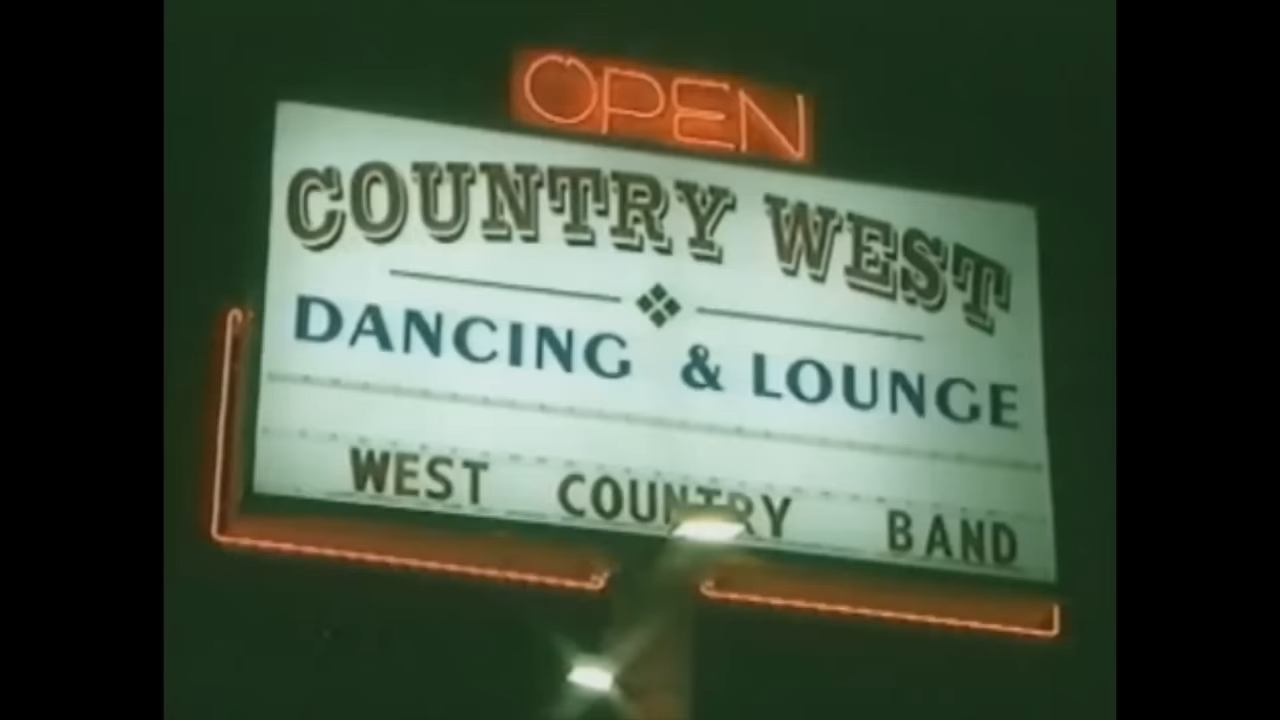 OPEN
COUNTRY WEST
DANCING & LOUNGE
WEST COUNTRY BAND